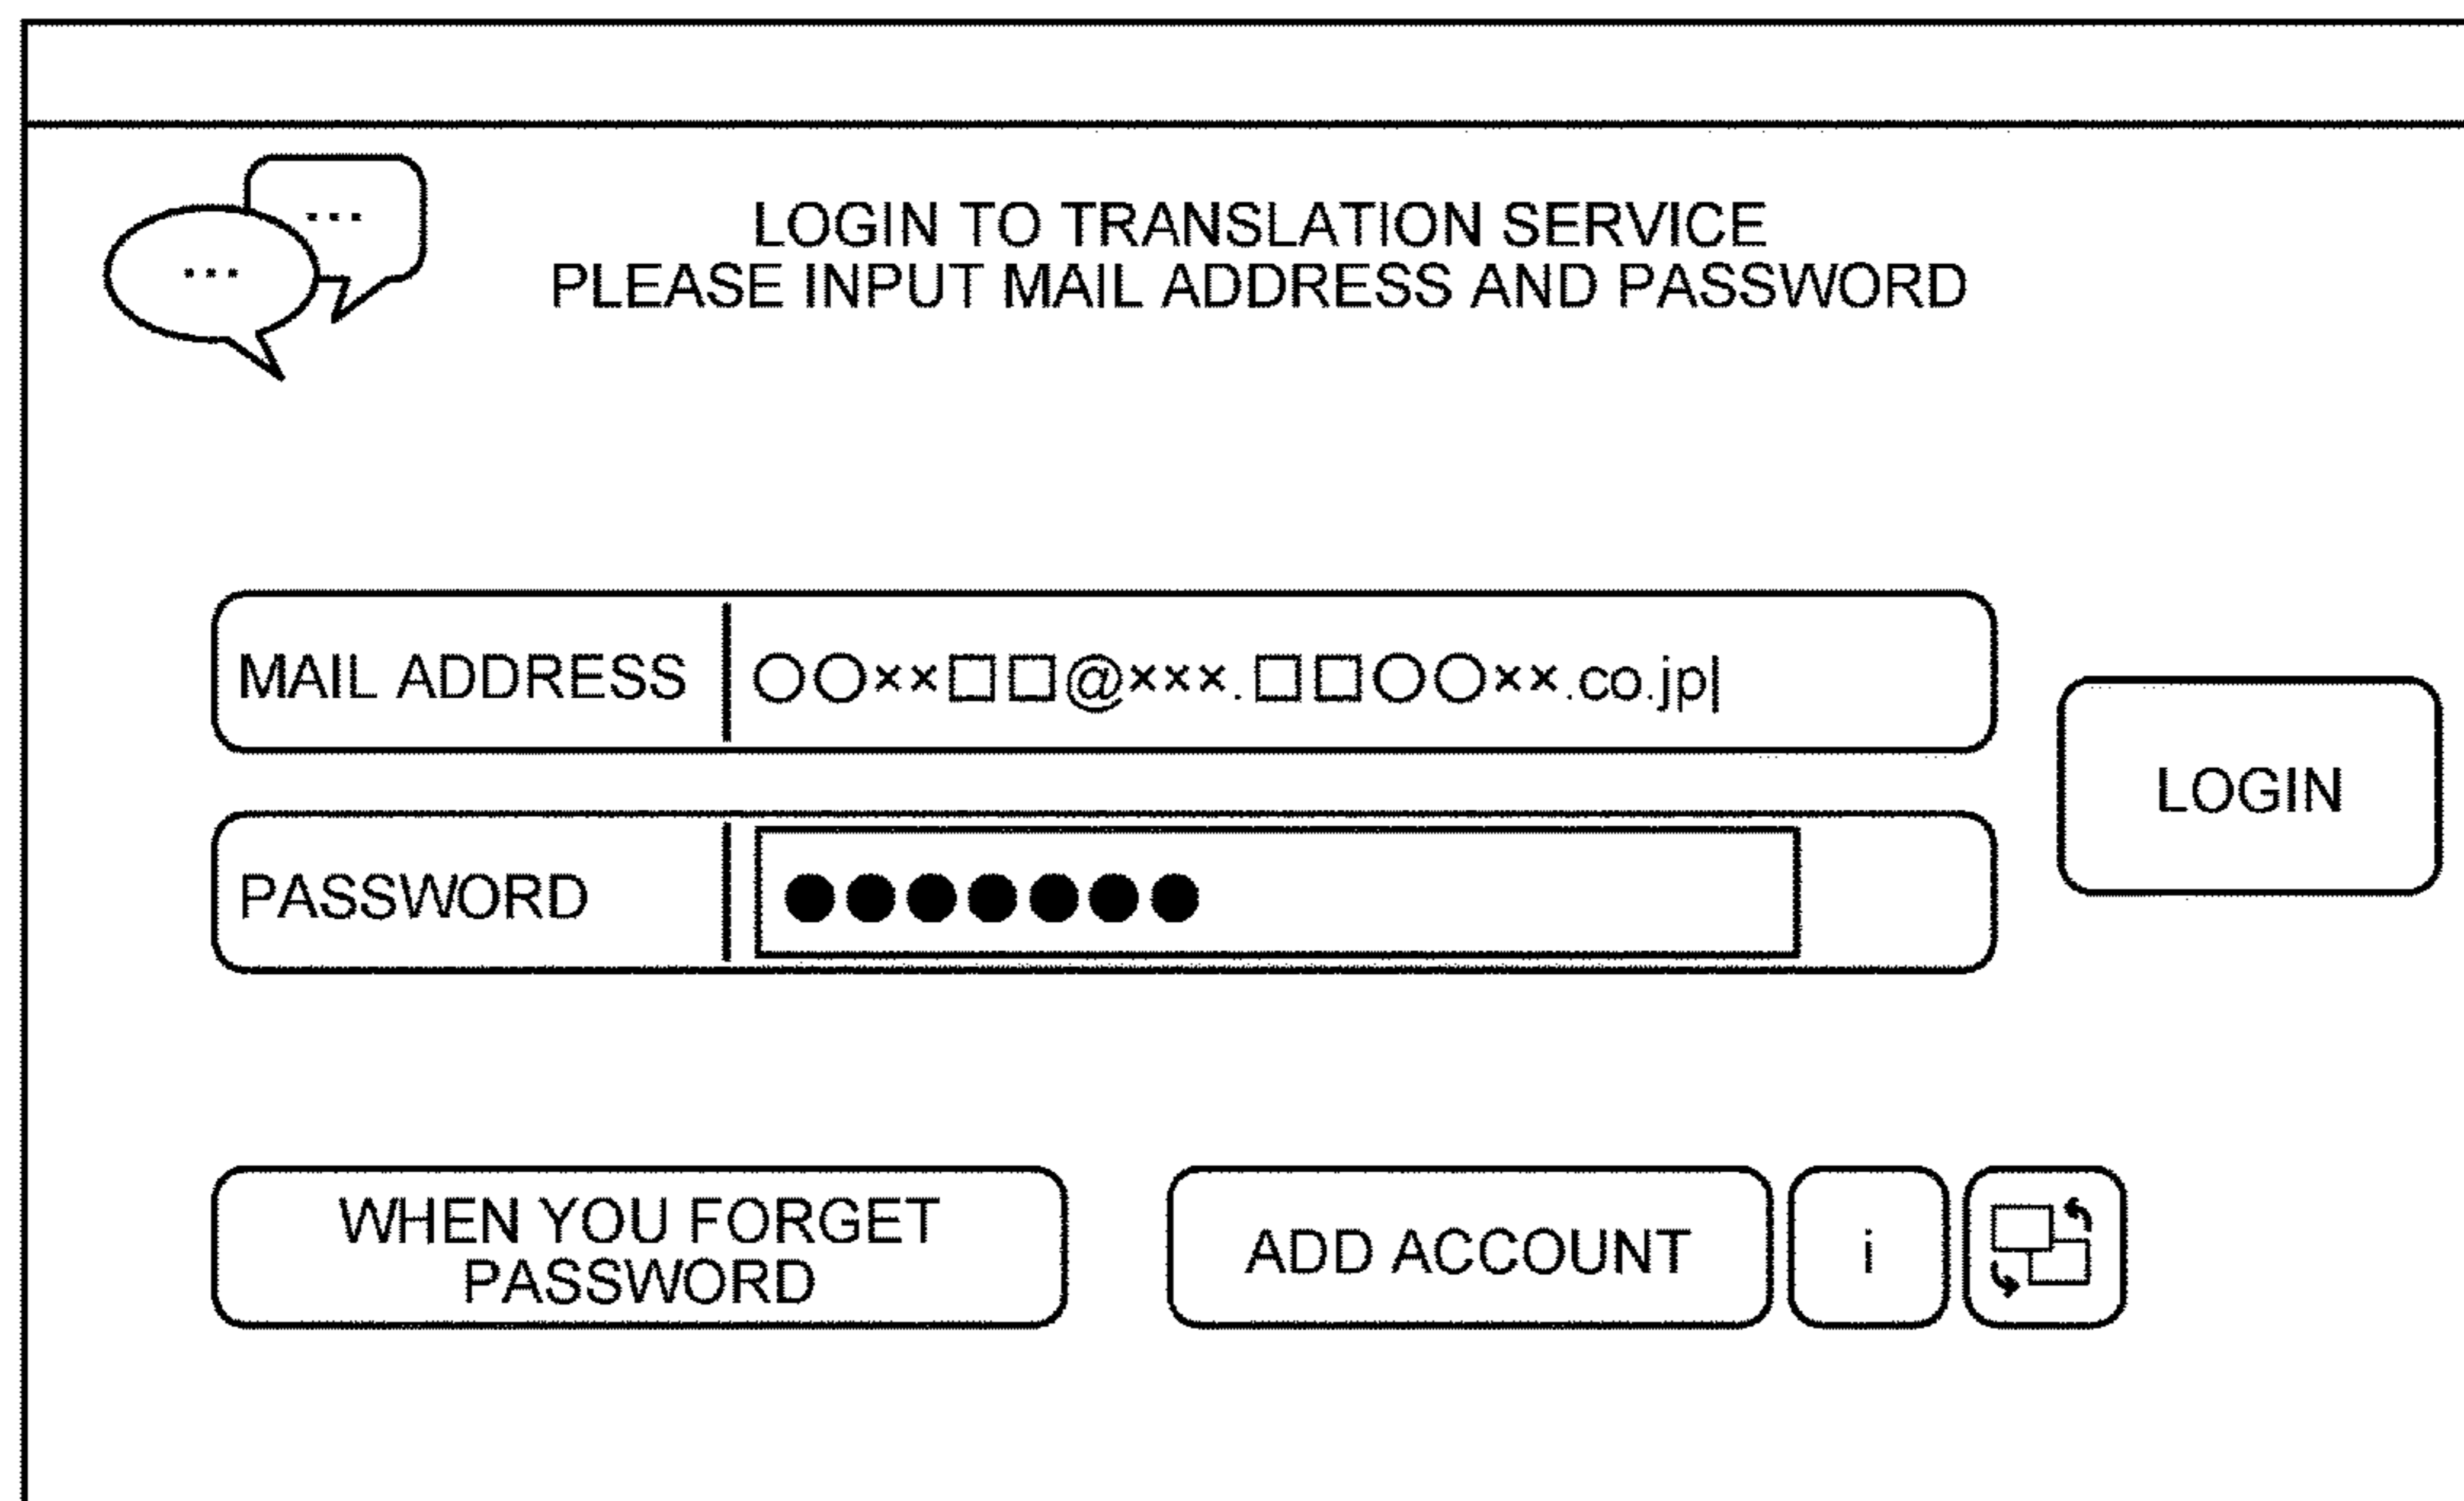 LOGIN TO TRANSLATION SERVICE
PLEASE INPUT MAIL ADDRESS AND PASSWORD
MAIL ADDRESS
○○××□□@×××.□□○○××.co.jp|
LOGIN
PASSWORD
●●●●●●●
WHEN YOU FORGET
PASSWORD
ADD ACCOUNT
i